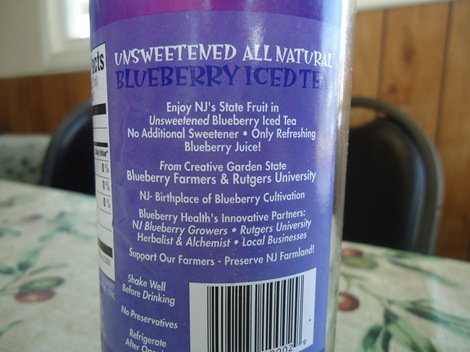 UNSWEETENED ALL NATURAL
BLUEBERRY ICED TEA
Enjoy NJ's State Fruit in
Unsweetened Blueberry Iced Tea
No Additional Sweetener • Only Refreshing
Blueberry Juice!
From Creative Garden State
Blueberry Farmers & Rutgers University
NJ- Birthplace of Blueberry Cultivation
Blueberry Health's Innovative Partners:
NJ Blueberry Growers • Rutgers University
Herbalist & Alchemist • Local Businesses
Support Our Farmers - Preserve NJ Farmland!
Shake Well
Before Drinking
No Preservatives
Refrigerate